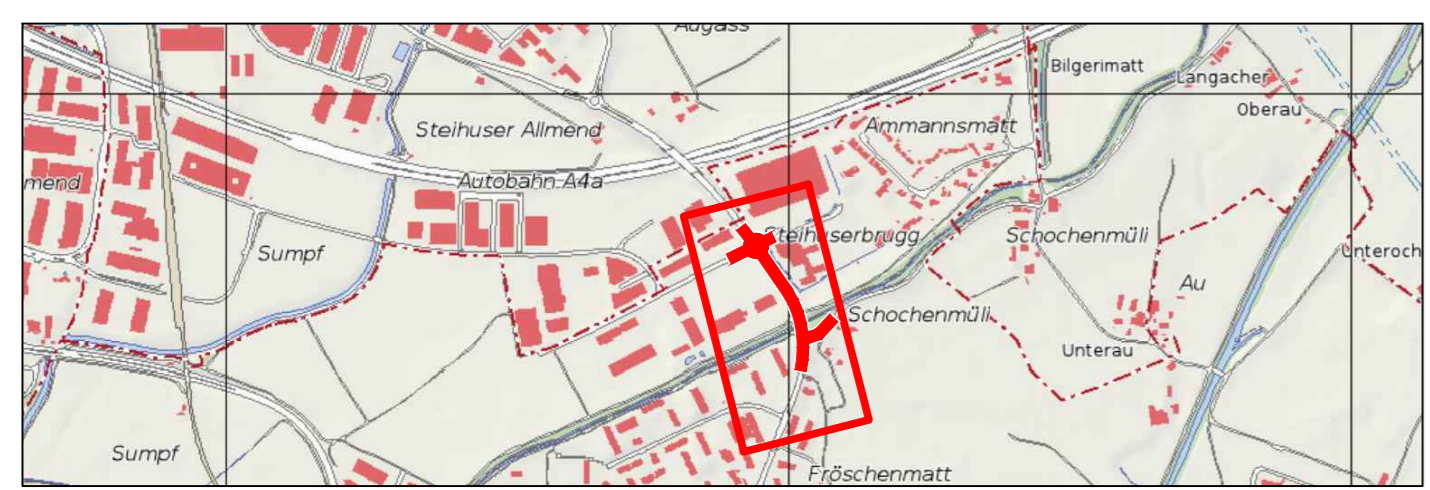 Augass
Bilgerimatt
Langacher
Oberau
Steihuser Allmend
Ammannsmatt
mend
Autobahn A4a
Sumpf
Steihuserbrugg
Schochenmüli
Unteroch
Au
Schochenmüli
Unterau
Sumpf
Fröschenmatt